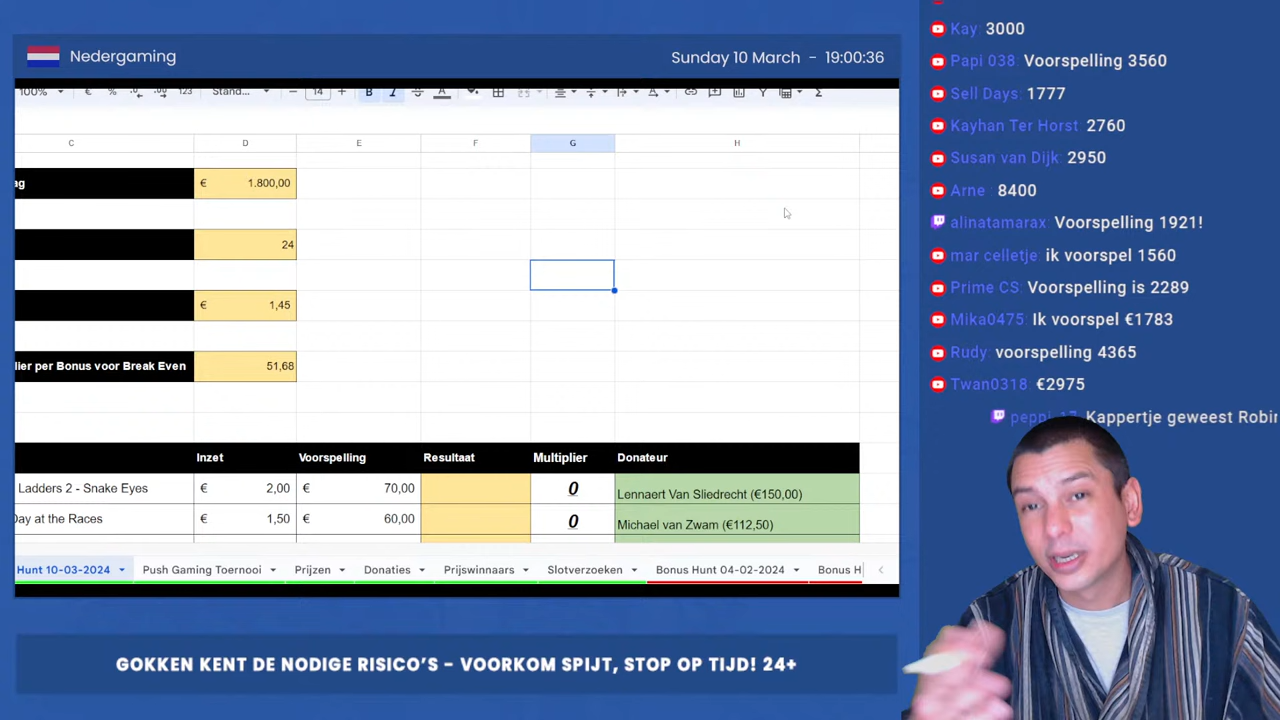 Nedergaming
Sunday 10 March - 19:00:36
100% € % .0 .00 123 Stand... − 14 + B I S A Σ
C D E F G H
ag € 1.800,00
24
€ 1,45
lier per Bonus voor Break Even 51,68
Inzet Voorspelling Resultaat Multiplier Donateur
Ladders 2 - Snake Eyes € 2,00 € 70,00 0 Lennaert Van Sliedrecht (€150,00)
Day at the Races € 1,50 € 60,00 0 Michael van Zwam (€112,50)
Hunt 10-03-2024 Push Gaming Toernooi Prijzen Donaties Prijswinnaars Slotverzoeken Bonus Hunt 04-02-2024 Bonus H
GOKKEN KENT DE NODIGE RISICO'S - VOORKOM SPIJT, STOP OP TIJD! 24+
Kay: 3000
Papi 038: Voorspelling 3560
Sell Days: 1777
Kayhan Ter Horst: 2760
Susan van Dijk: 2950
Arne : 8400
alinatamarax: Voorspelling 1921!
mar celletje: ik voorspel 1560
Prime CS: Voorspelling is 2289
Mika0475: Ik voorspel €1783
Rudy: voorspelling 4365
Twan0318: €2975
Kappertje geweest Robin